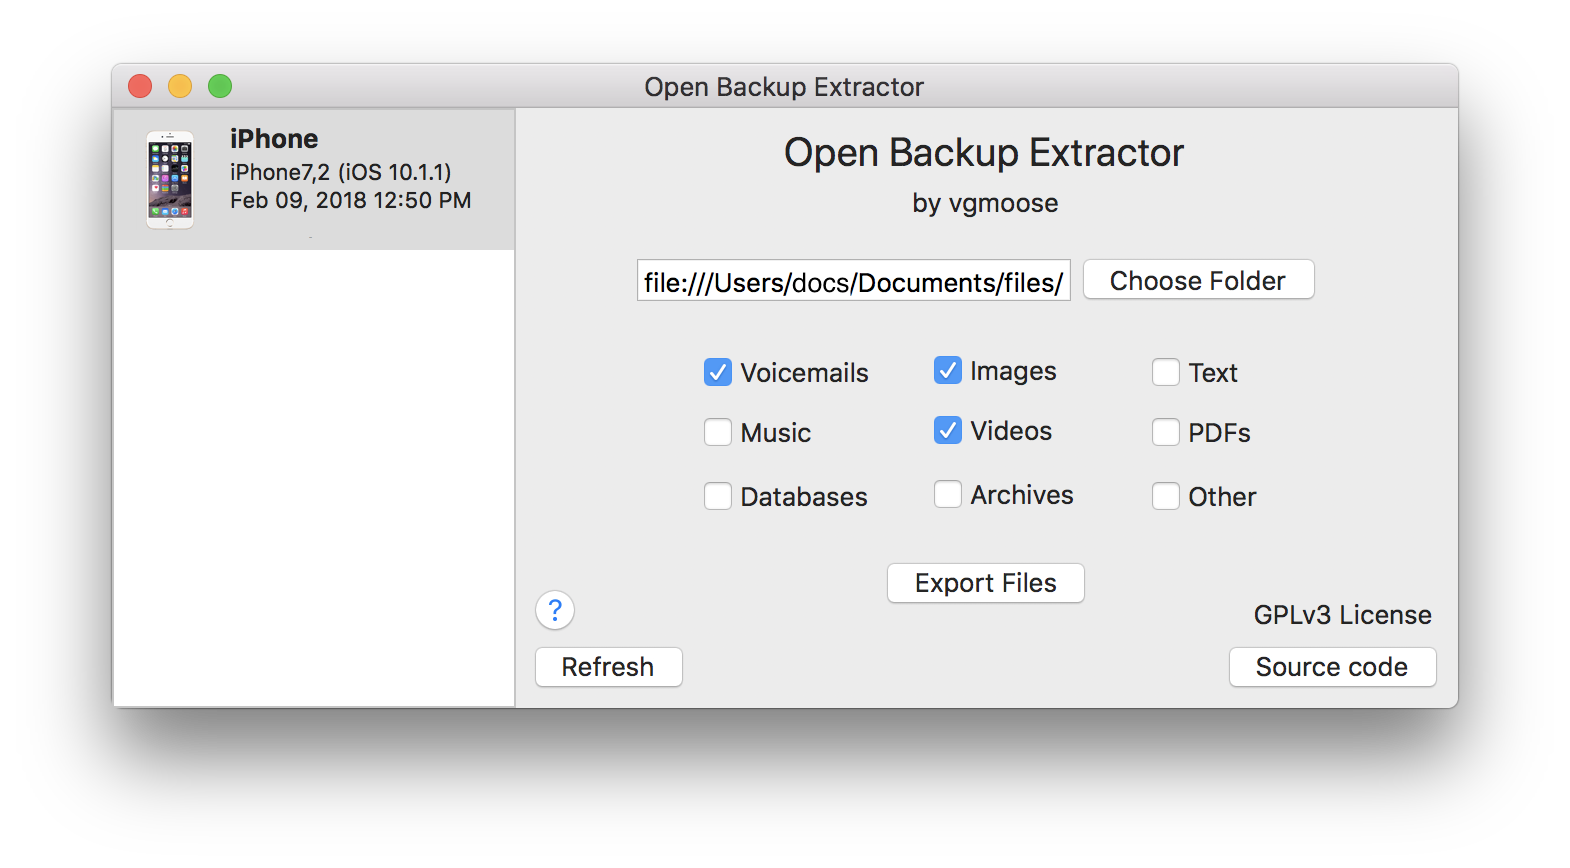 Open Backup Extractor
iPhone
iPhone7,2 (iOS 10.1.1)
Feb 09, 2018 12:50 PM
Open Backup Extractor
by vgmoose
file:///Users/docs/Documents/files/
Choose Folder
Voicemails
Images
Text
Music
Videos
PDFs
Databases
Archives
Other
Export Files
?
GPLv3 License
Refresh
Source code